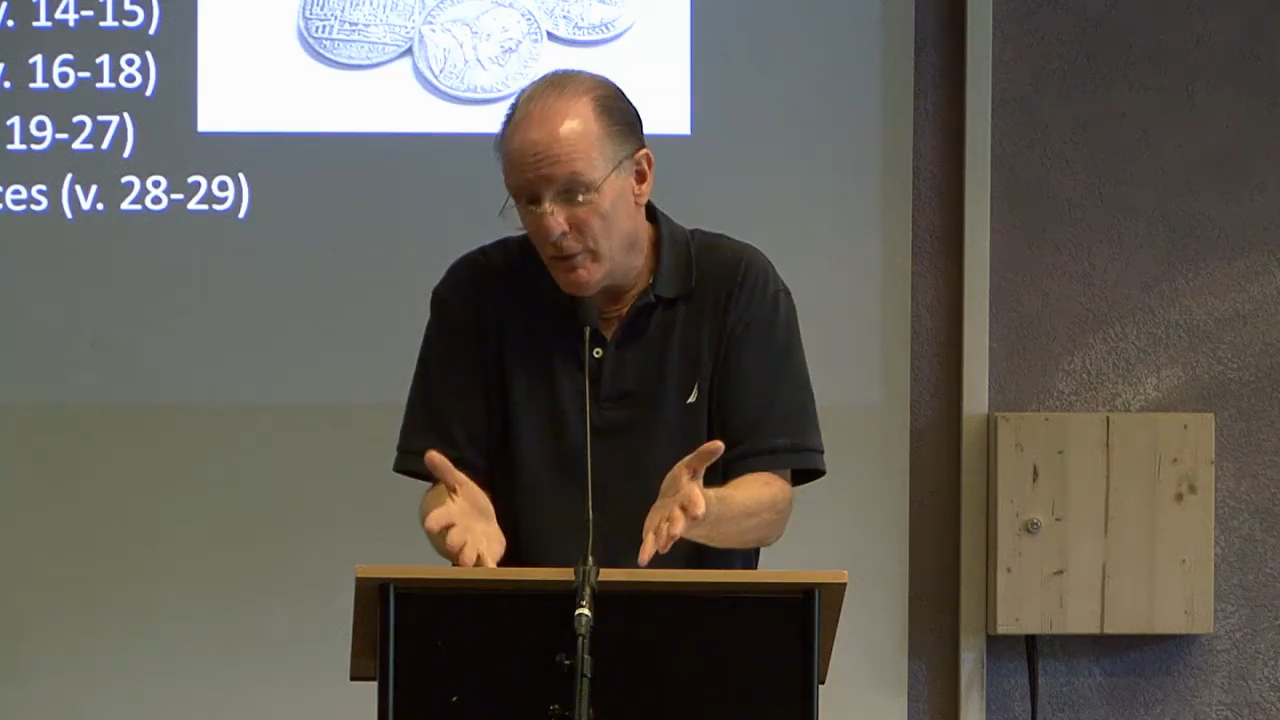 v. 14-15)
v. 16-18)
19-27)
ces (v. 28-29)